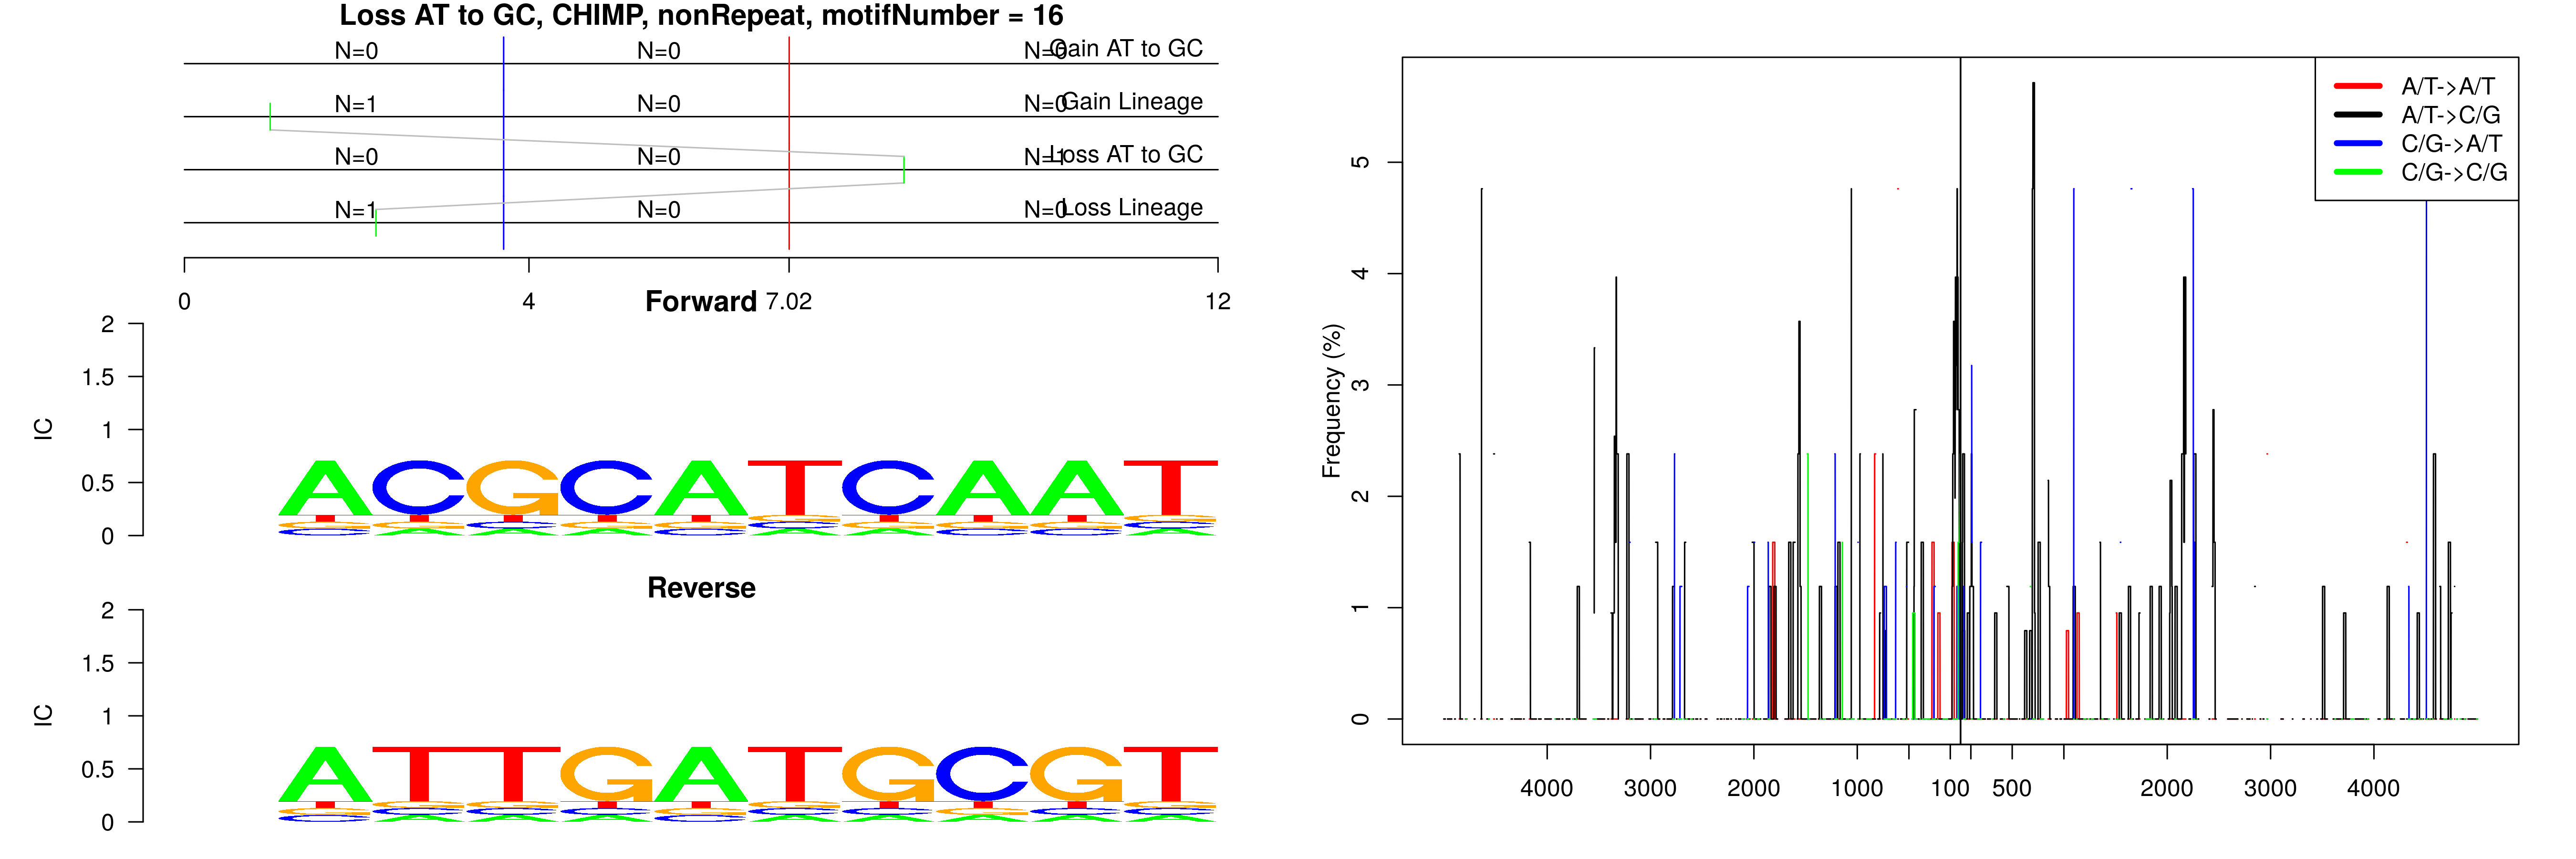 Loss AT to GC, CHIMP, nonRepeat, motifNumber = 16
N=0 N=0 N=0 Gain AT to GC
N=1 N=0 N=0 Gain Lineage
N=0 N=0 N=1 Loss AT to GC
N=1 N=0 N=0 Loss Lineage
0 4 7.02 12
Forward
IC
2
1.5
1
0.5
0
ACGCATCAAT
Reverse
IC
2
1.5
1
0.5
0
ATTGATGCGT
Frequency (%)
5
4
3
2
1
0
4000 3000 2000 1000 100 500 2000 3000 4000
A/T->A/T
A/T->C/G
C/G->A/T
C/G->C/G